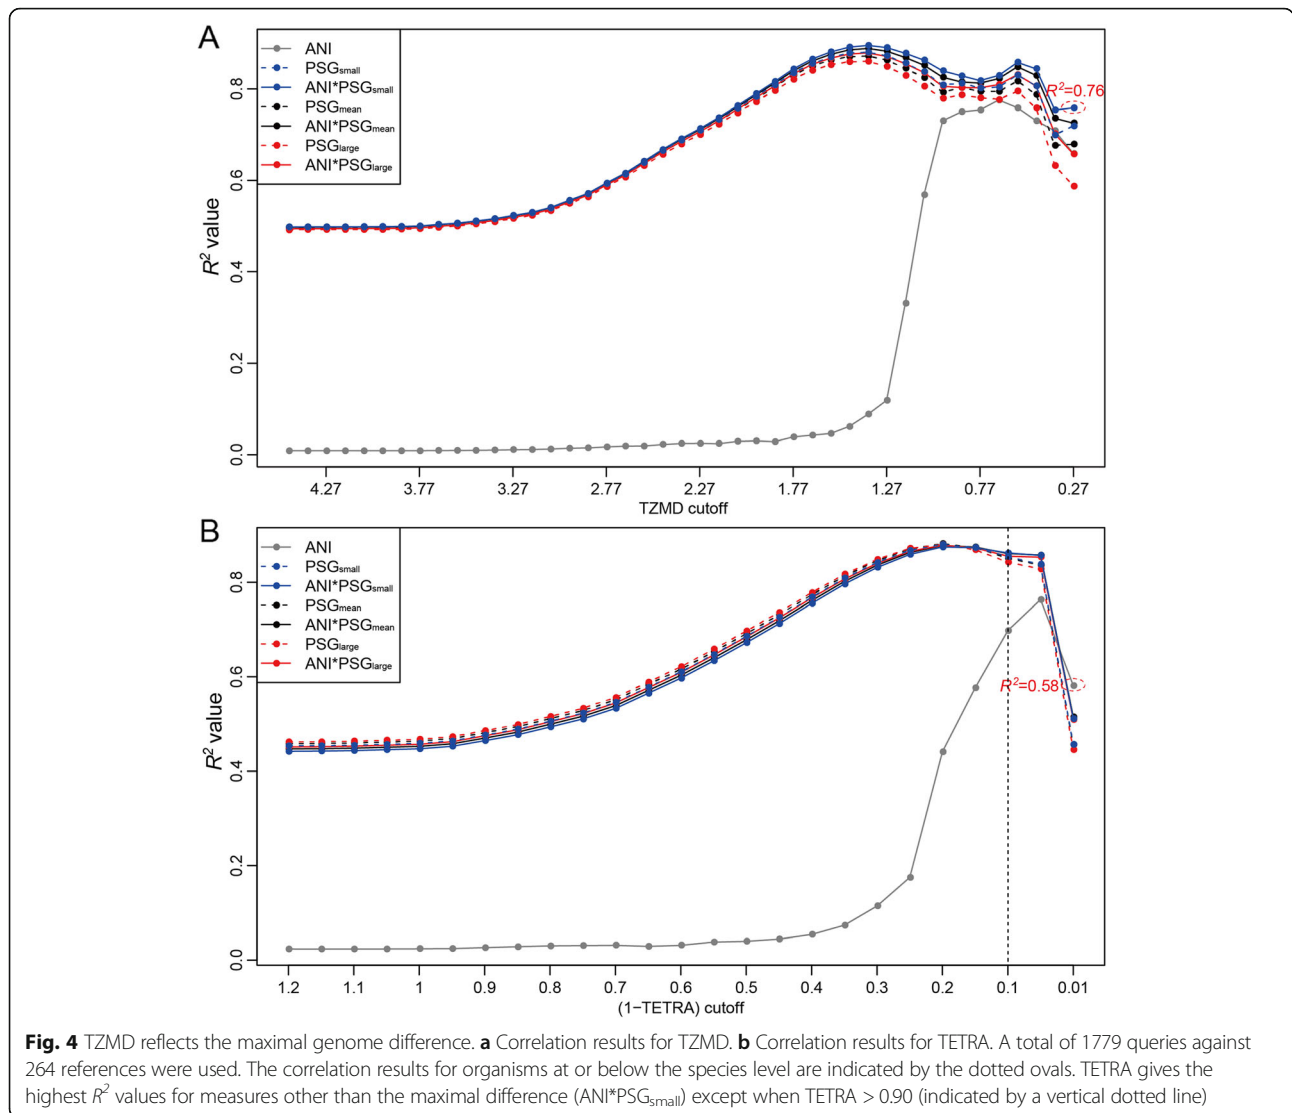 A
ANI
PSGsmall
ANI*PSGsmall
PSGmean
ANI*PSGmean
PSGlarge
ANI*PSGlarge
R²=0.76
R² value
0.8
0.6
0.4
0.2
0.0
4.27 3.77 3.27 2.77 2.27 1.77 1.27 0.77 0.27
TZMD cutoff
B
ANI
PSGsmall
ANI*PSGsmall
PSGmean
ANI*PSGmean
PSGlarge
ANI*PSGlarge
R²=0.58
R² value
0.8
0.6
0.4
0.2
0.0
1.2 1.1 1 0.9 0.8 0.7 0.6 0.5 0.4 0.3 0.2 0.1 0.01
(1−TETRA) cutoff
Fig. 4 TZMD reflects the maximal genome difference. a Correlation results for TZMD. b Correlation results for TETRA. A total of 1779 queries against
264 references were used. The correlation results for organisms at or below the species level are indicated by the dotted ovals. TETRA gives the
highest R² values for measures other than the maximal difference (ANI*PSGsmall) except when TETRA > 0.90 (indicated by a vertical dotted line)